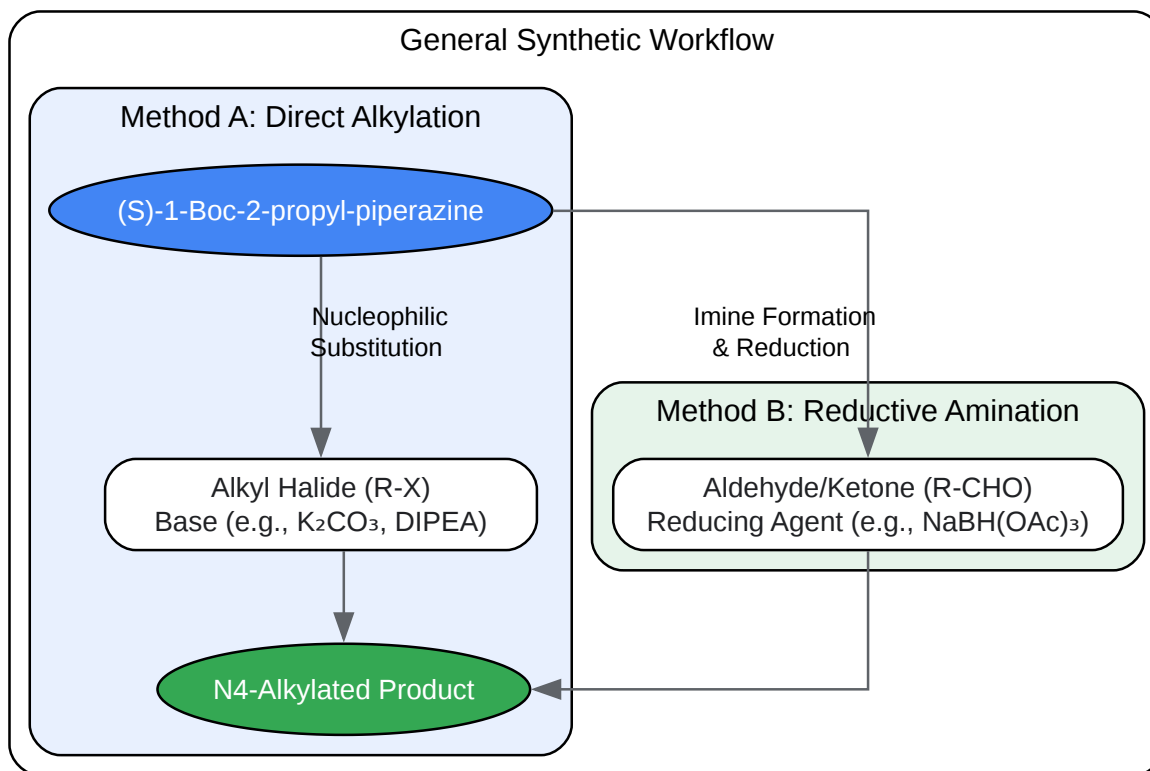 General Synthetic Workflow
Method A: Direct Alkylation
(S)-1-Boc-2-propyl-piperazine
Nucleophilic
Substitution
Imine Formation
& Reduction
Method B: Reductive Amination
Alkyl Halide (R-X)
Base (e.g., K₂CO₃, DIPEA)
Aldehyde/Ketone (R-CHO)
Reducing Agent (e.g., NaBH(OAc)₃)
N4-Alkylated Product